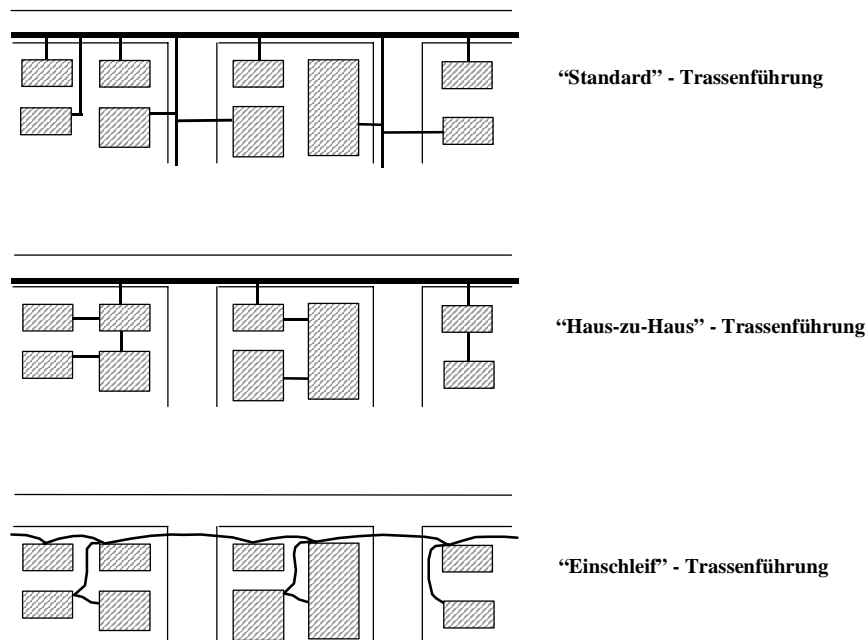 “Standard” - Trassenführung
“Haus-zu-Haus” - Trassenführung
“Einschleif” - Trassenführung